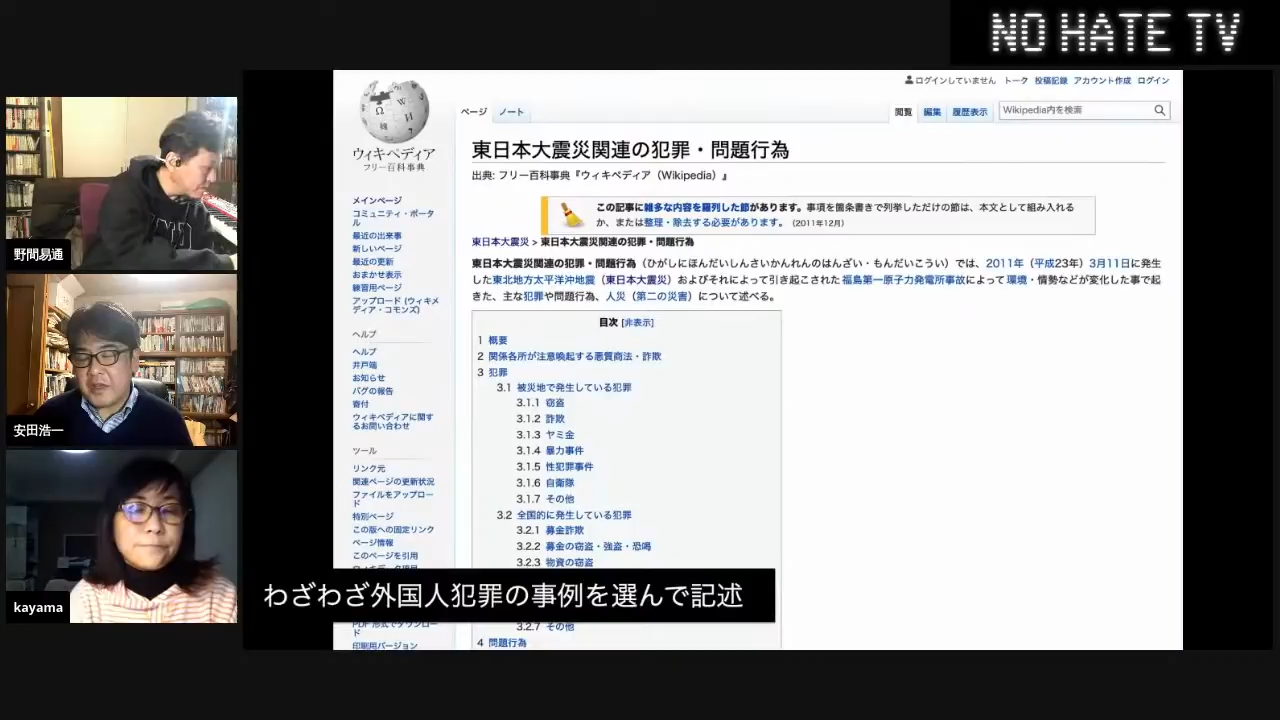 NO HATE TV
野間易通
安田浩一
kayama
ウィキペディア
フリー百科事典
メインページ
コミュニティ・ポータ
ル
最近の出来事
新しいページ
最近の更新
おまかせ表示
練習用ページ
アップロード (ウィキメ
ディア・コモンズ)
ヘルプ
ヘルプ
井戸端
お知らせ
バグの報告
寄付
ウィキペディアに関す
るお問い合わせ
ツール
リンク元
関連ページの更新状況
ファイルをアップロー
ド
特別ページ
この版への固定リンク
ページ情報
このページを引用
ド
印刷用バージョン
ログインしていません トーク 投稿記録 アカウント作成 ログイン
ページ ノート
閲覧 編集 履歴表示 Wikipedia内を検索
東日本大震災関連の犯罪・問題行為
出典: フリー百科事典『ウィキペディア（Wikipedia）』
この記事に雑多な内容を羅列した節があります。事項を箇条書きで列挙しただけの節は、本文として組み入れる
か、または整理・除去する必要があります。 (2011年12月)
東日本大震災 > 東日本大震災関連の犯罪・問題行為
東日本大震災関連の犯罪・問題行為（ひがしにほんだいしんさいかんれんのはんざい・もんだいこうい）では、2011年（平成23年）3月11日に発生
した東北地方太平洋沖地震（東日本大震災）およびそれによって引き起こされた福島第一原子力発電所事故によって環境・情勢などが変化した事で起
きた、主な犯罪や問題行為、人災（第二の災害）について述べる。
目次 [非表示]
1 概要
2 関係各所が注意喚起する悪質商法・詐欺
3 犯罪
3.1 被災地で発生している犯罪
3.1.1 窃盗
3.1.2 詐欺
3.1.3 ヤミ金
3.1.4 暴力事件
3.1.5 性犯罪事件
3.1.6 自衛隊
3.1.7 その他
3.2 全国的に発生している犯罪
3.2.1 募金詐欺
3.2.2 募金の窃盗・強盗・恐喝
3.2.3 物資の窃盗
3.2.7 その他
4 問題行為
わざわざ外国人犯罪の事例を選んで記述